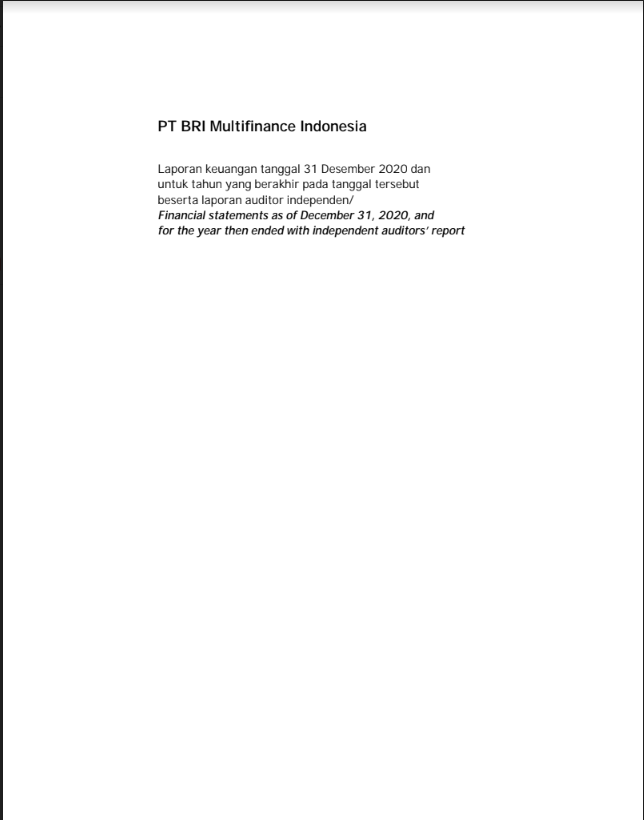 PT BRI Multifinance Indonesia
Laporan keuangan tanggal 31 Desember 2020 dan
untuk tahun yang berakhir pada tanggal tersebut
beserta laporan auditor independen/
Financial statements as of December 31, 2020, and
for the year then ended with independent auditors' report